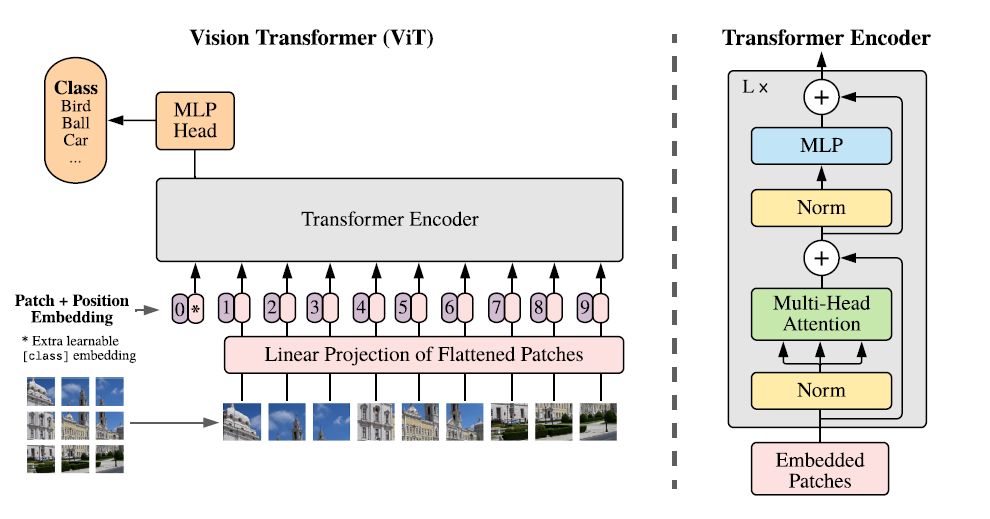 Vision Transformer (ViT)
Class
Bird
Ball
Car
...
MLP
Head
Transformer Encoder
Patch + Position
Embedding
* Extra learnable
[class] embedding
0 * 1 2 3 4 5 6 7 8 9
Linear Projection of Flattened Patches
Transformer Encoder
L x
+
MLP
Norm
+
Multi-Head
Attention
Norm
Embedded
Patches